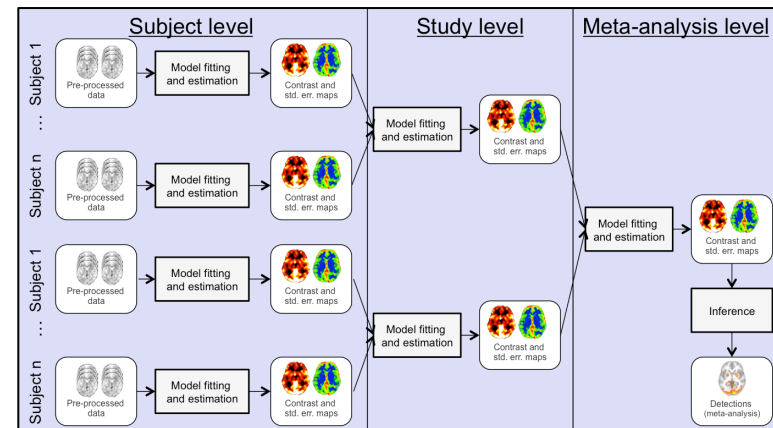 Subject level
Study level
Meta-analysis level
Subject 1
Pre-processed
data
Model fitting
and estimation
Contrast and
std. err. maps
...
Subject n
Pre-processed
data
Model fitting
and estimation
Contrast and
std. err. maps
Model fitting
and estimation
Contrast and
std. err. maps
Subject 1
Pre-processed
data
Model fitting
and estimation
Contrast and
std. err. maps
...
Subject n
Pre-processed
data
Model fitting
and estimation
Contrast and
std. err. maps
Model fitting
and estimation
Contrast and
std. err. maps
Model fitting
and estimation
Contrast and
std. err. maps
Inference
Detections
(meta-analysis)